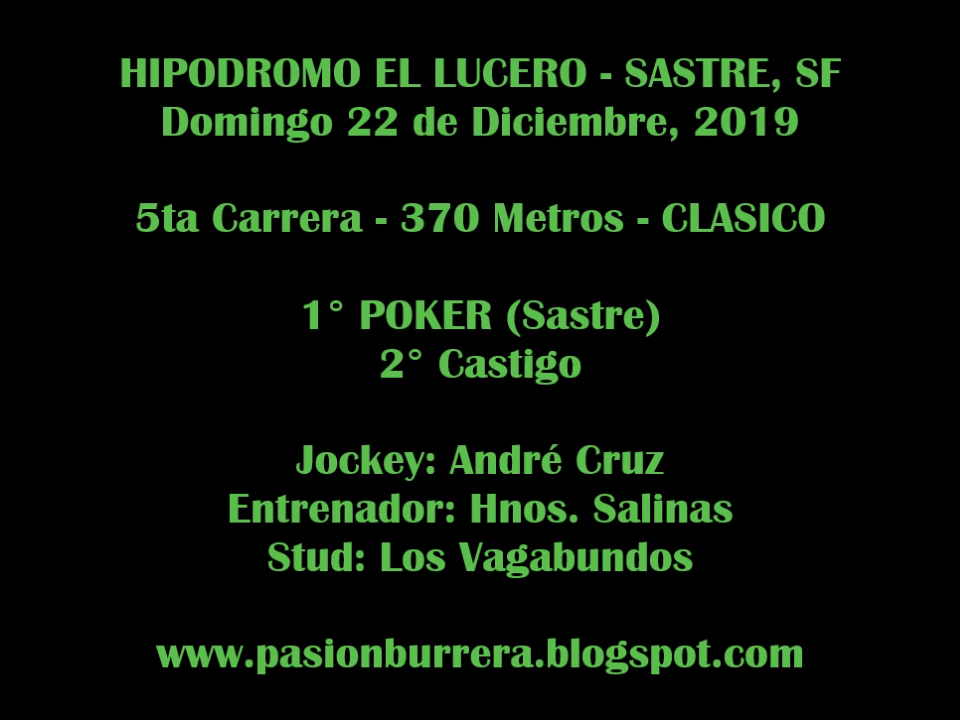 HIPODROMO EL LUCERO - SASTRE, SF
Domingo 22 de Diciembre, 2019
5ta Carrera - 370 Metros - CLASICO
1° POKER (Sastre)
2° Castigo
Jockey: André Cruz
Entrenador: Hnos. Salinas
Stud: Los Vagabundos
www.pasionburrera.blogspot.com